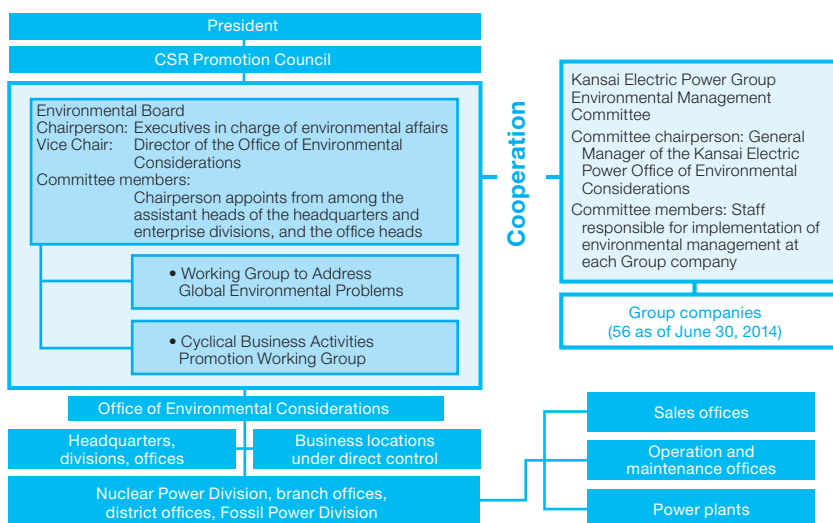 President
CSR Promotion Council
Environmental Board
Chairperson: Executives in charge of environmental affairs
Vice Chair: Director of the Office of Environmental
Considerations
Committee members:
Chairperson appoints from among the
assistant heads of the headquarters and
enterprise divisions, and the office heads
• Working Group to Address
Global Environmental Problems
• Cyclical Business Activities
Promotion Working Group
Cooperation
Kansai Electric Power Group
Environmental Management
Committee
Committee chairperson: General
Manager of the Kansai Electric
Power Office of Environmental
Considerations
Committee members: Staff
responsible for implementation of
environmental management at
each Group company
Group companies
(56 as of June 30, 2014)
Office of Environmental Considerations
Headquarters,
divisions, offices
Business locations
under direct control
Nuclear Power Division, branch offices,
district offices, Fossil Power Division
Sales offices
Operation and
maintenance offices
Power plants